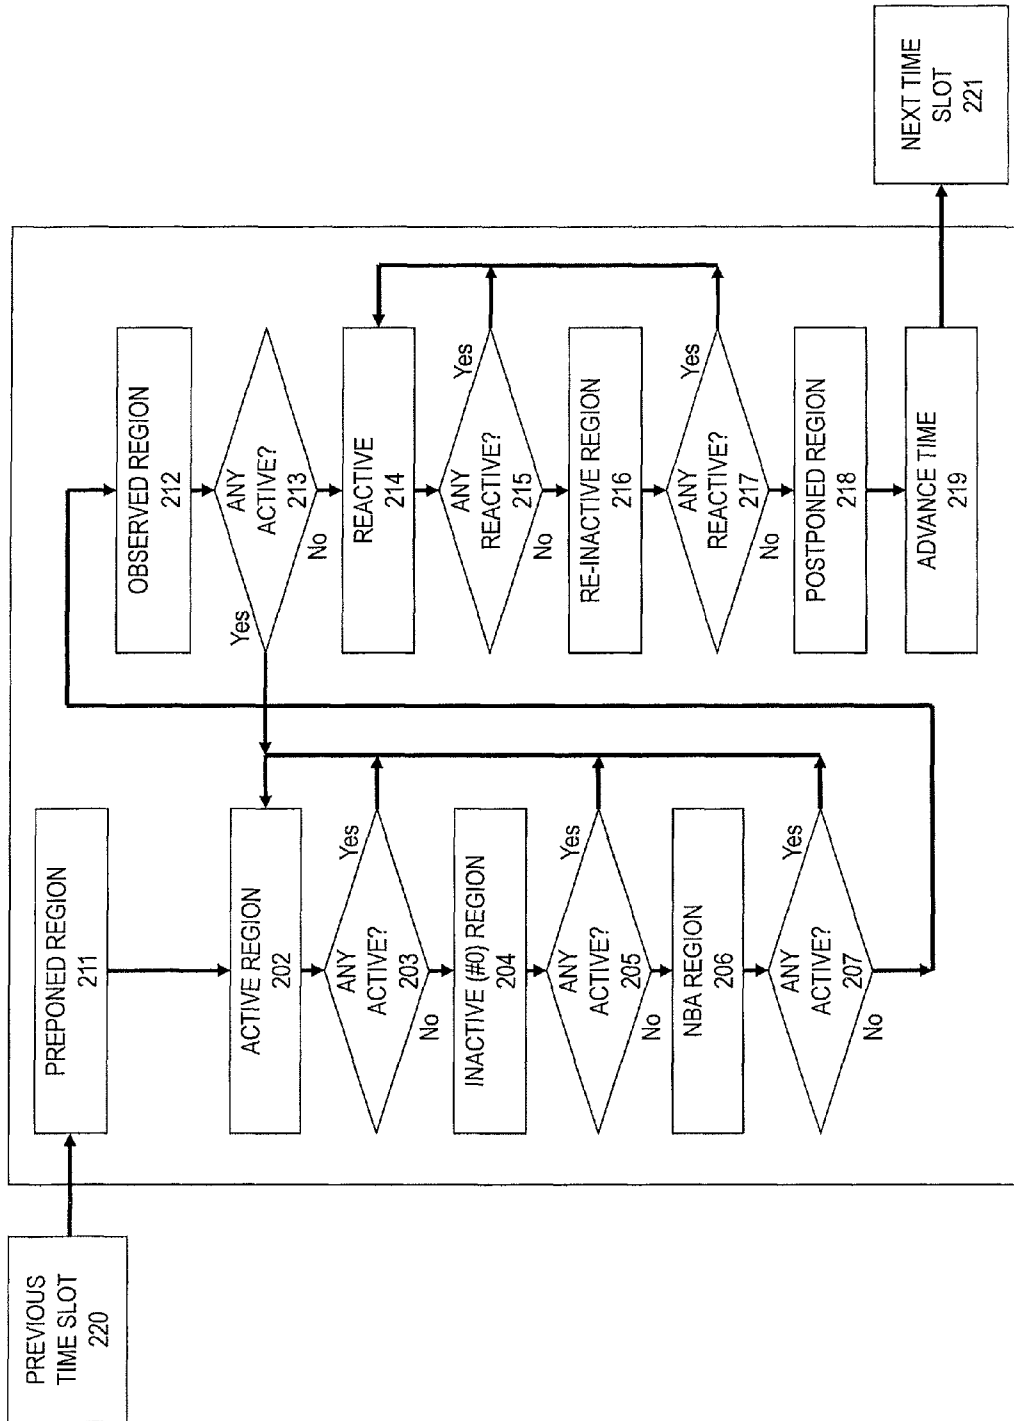 PREVIOUS
TIME SLOT
220
PREPONED REGION
211
ACTIVE REGION
202
ANY
ACTIVE?
203
Yes
No
INACTIVE (#0) REGION
204
ANY
ACTIVE?
205
Yes
No
NBA REGION
206
ANY
ACTIVE?
207
Yes
No
OBSERVED REGION
212
ANY
ACTIVE?
213
Yes
No
REACTIVE
214
ANY
REACTIVE?
215
Yes
No
RE-INACTIVE REGION
216
ANY
REACTIVE?
217
Yes
No
POSTPONED REGION
218
ADVANCE TIME
219
NEXT TIME
SLOT
221